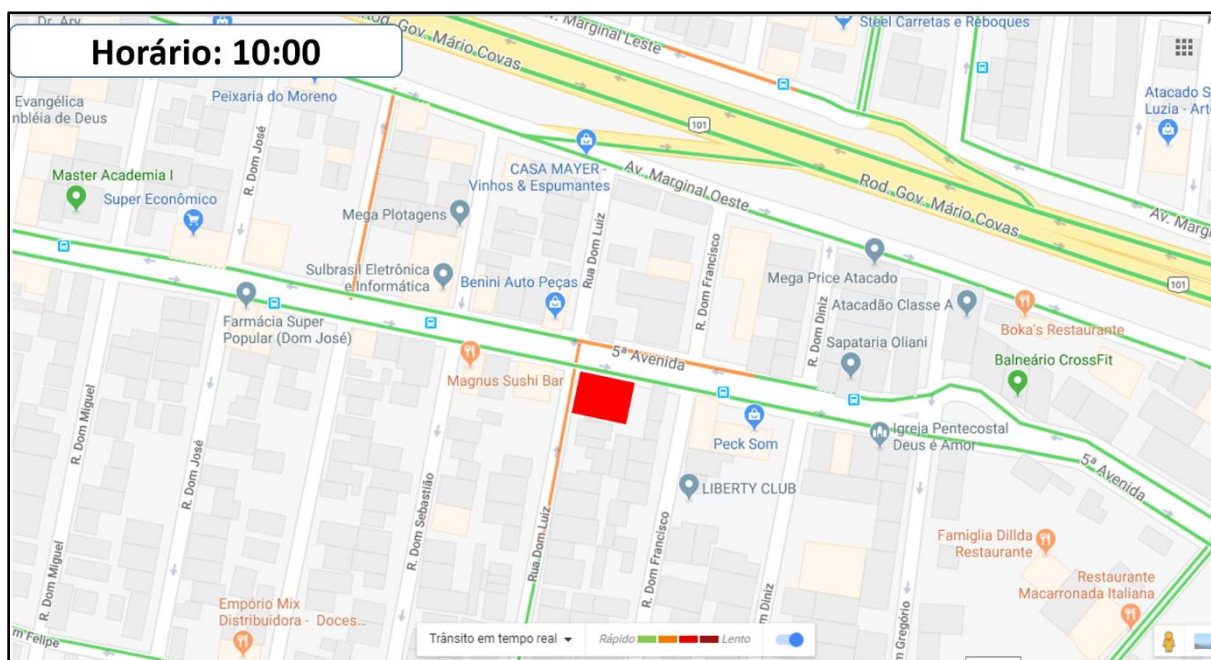 Dr. Ary
Horário: 10:00
Marginal Leste
Rod. Gov. Mário Covas
Steel Carretas e Reboques
Evangélica
nbléia de Deus
Peixaria do Moreno
101
Atacado S
Luzia - Arte
R. Dom José
CASA MAYER -
Vinhos & Espumantes
Av. Marginal Oeste
Rod. Gov. Mário Covas
Master Academia I
Super Econômico
Mega Plotagens
Rua Dom Luiz
R. Dom Francisco
Av. Marg
Mega Price Atacado
101
Sulbrasil Eletrônica
e Informática
Benini Auto Peças
R. Dom Diniz
Atacadão Classe A
Boka's Restaurante
Farmácia Super
Popular (Dom José)
5ª Avenida
Sapataria Oliani
Balneário CrossFit
Magnus Sushi Bar
R. Dom Miguel
R. Dom José
Peck Som
Igreja Pentecostal
Deus é Amor
5ª Avenida
LIBERTY CLUB
R. Dom Sebastião
Rua Dom Luiz
R. Dom Francisco
R. Dom Miguel
Famiglia Dillda
Restaurante
Restaurante
Macarronada Italiana
Empório Mix
Distribuidora - Doces...
m Diniz
m Gregório
m Felipe
Trânsito em tempo real
Rápido
Lento